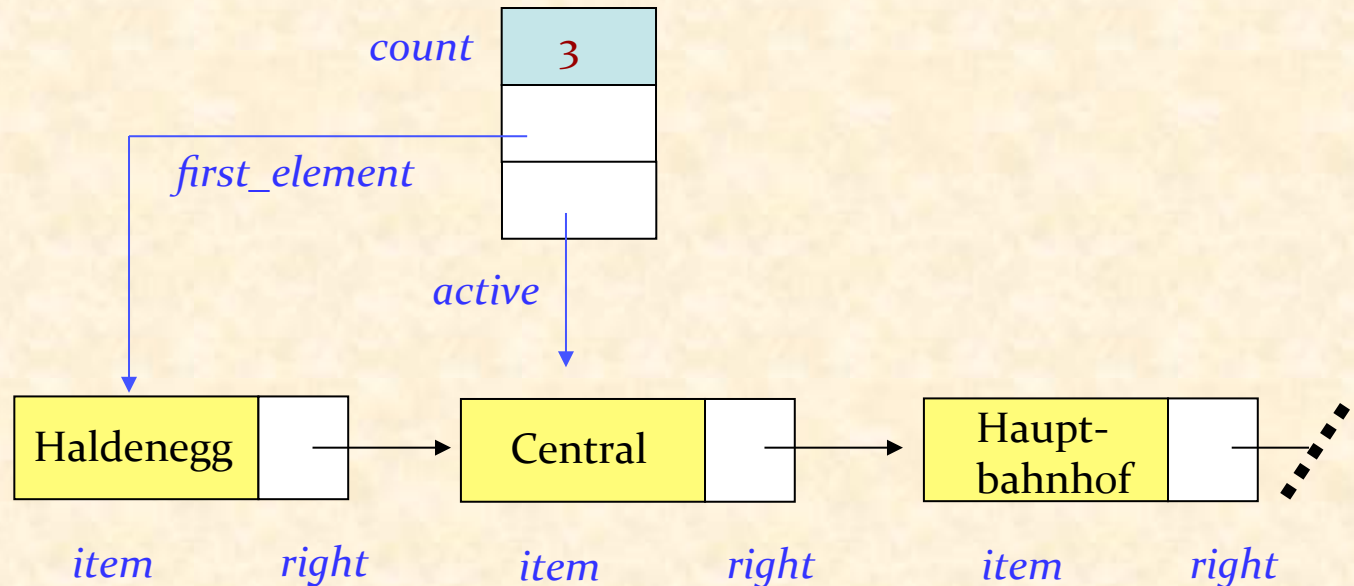 count
3
first_element
active
Haldenegg
Central
Haupt-
bahnhof
item
right
item
right
item
right